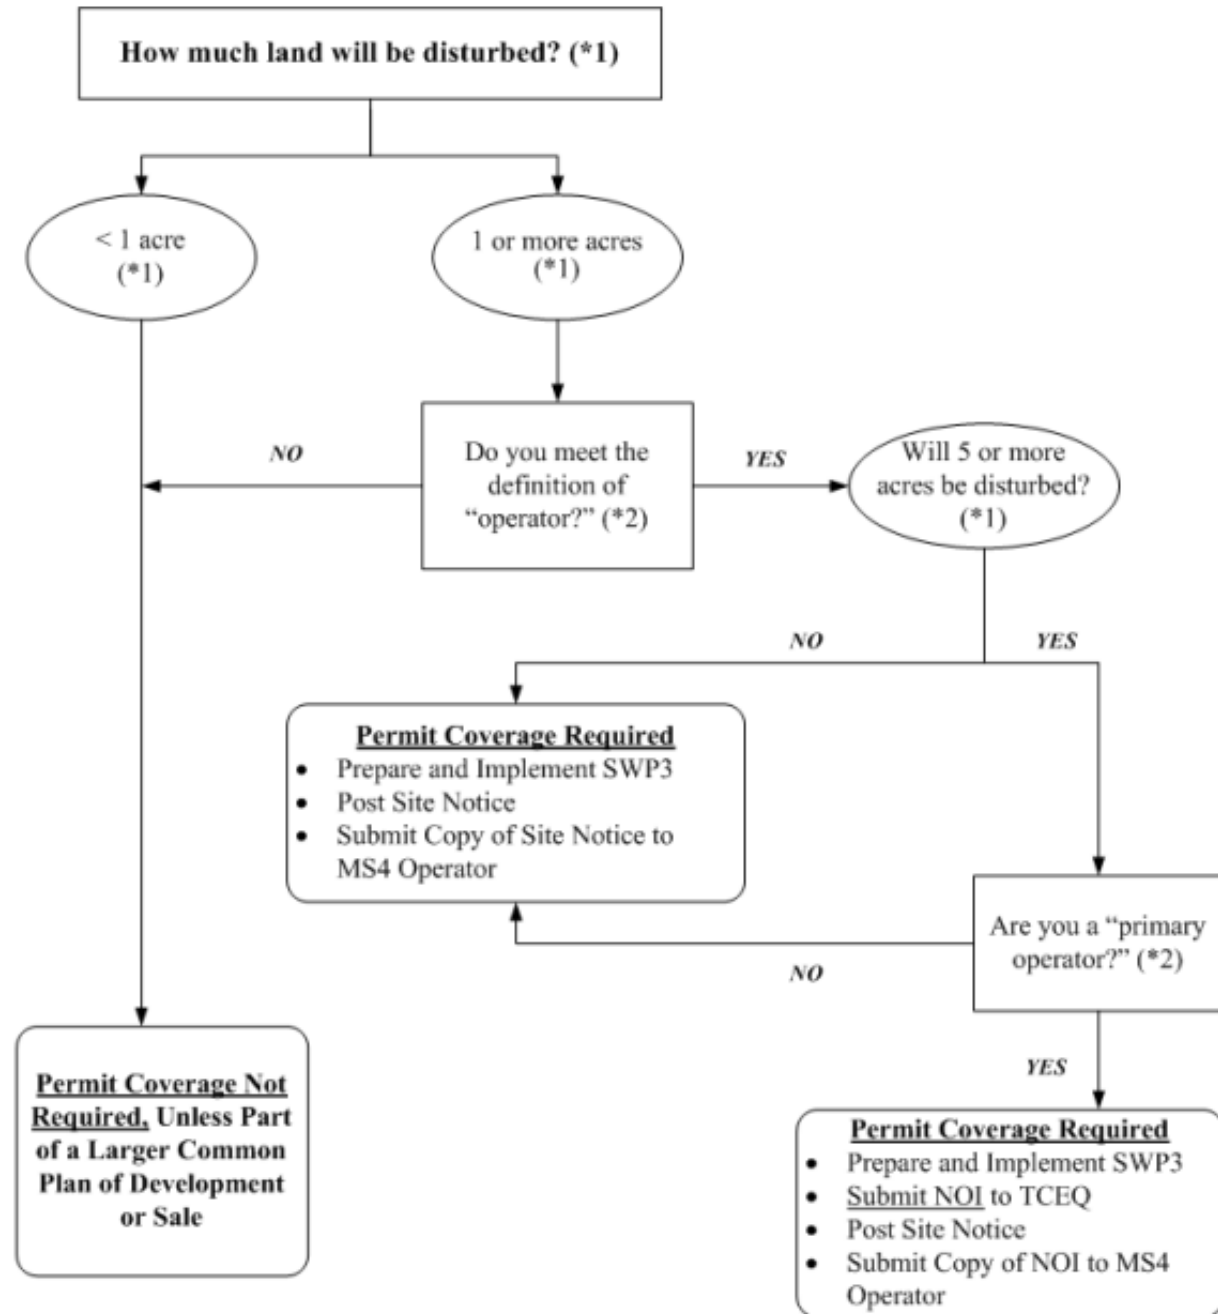 How much land will be disturbed? (*1)
< 1 acre
(*1)
1 or more acres
(*1)
NO
Do you meet the
definition of
“operator?” (*2)
YES
Will 5 or more
acres be disturbed?
(*1)
NO
YES
Permit Coverage Required
• Prepare and Implement SWP3
• Post Site Notice
• Submit Copy of Site Notice to
MS4 Operator
Are you a “primary
operator?” (*2)
NO
YES
Permit Coverage Not
Required, Unless Part
of a Larger Common
Plan of Development
or Sale
Permit Coverage Required
• Prepare and Implement SWP3
• Submit NOI to TCEQ
• Post Site Notice
• Submit Copy of NOI to MS4
Operator